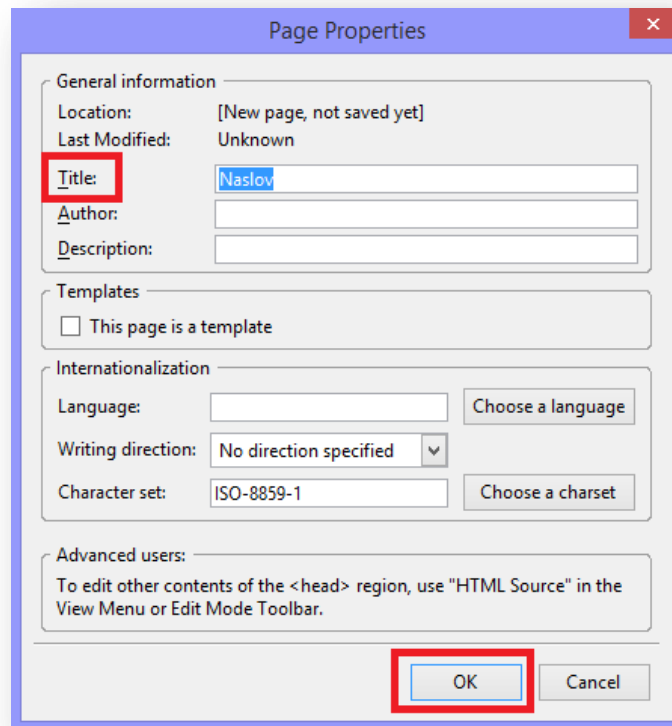 Page Properties
General information
Location: [New page, not saved yet]
Last Modified: Unknown
Title: Naslov
Author:
Description:
Templates
This page is a template
Internationalization
Language: Choose a language
Writing direction: No direction specified
Character set: ISO-8859-1 Choose a charset
Advanced users:
To edit other contents of the <head> region, use "HTML Source" in the
View Menu or Edit Mode Toolbar.
OK Cancel